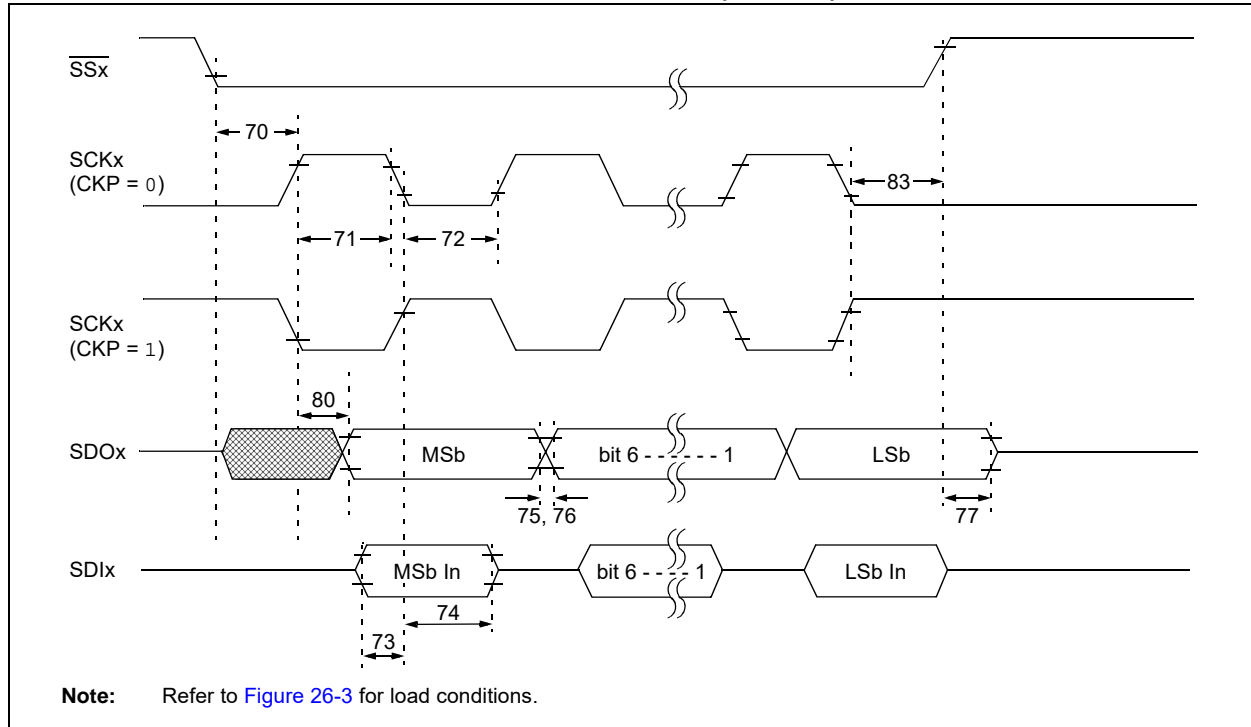 SSx
70
SCKx
(CKP = 0)
83
71
72
SCKx
(CKP = 1)
80
SDOx
MSb
bit 6 - - - - - - 1
LSb
75, 76
77
SDIx
MSb In
bit 6 - - - - 1
LSb In
74
73
Note: Refer to Figure 26-3 for load conditions.